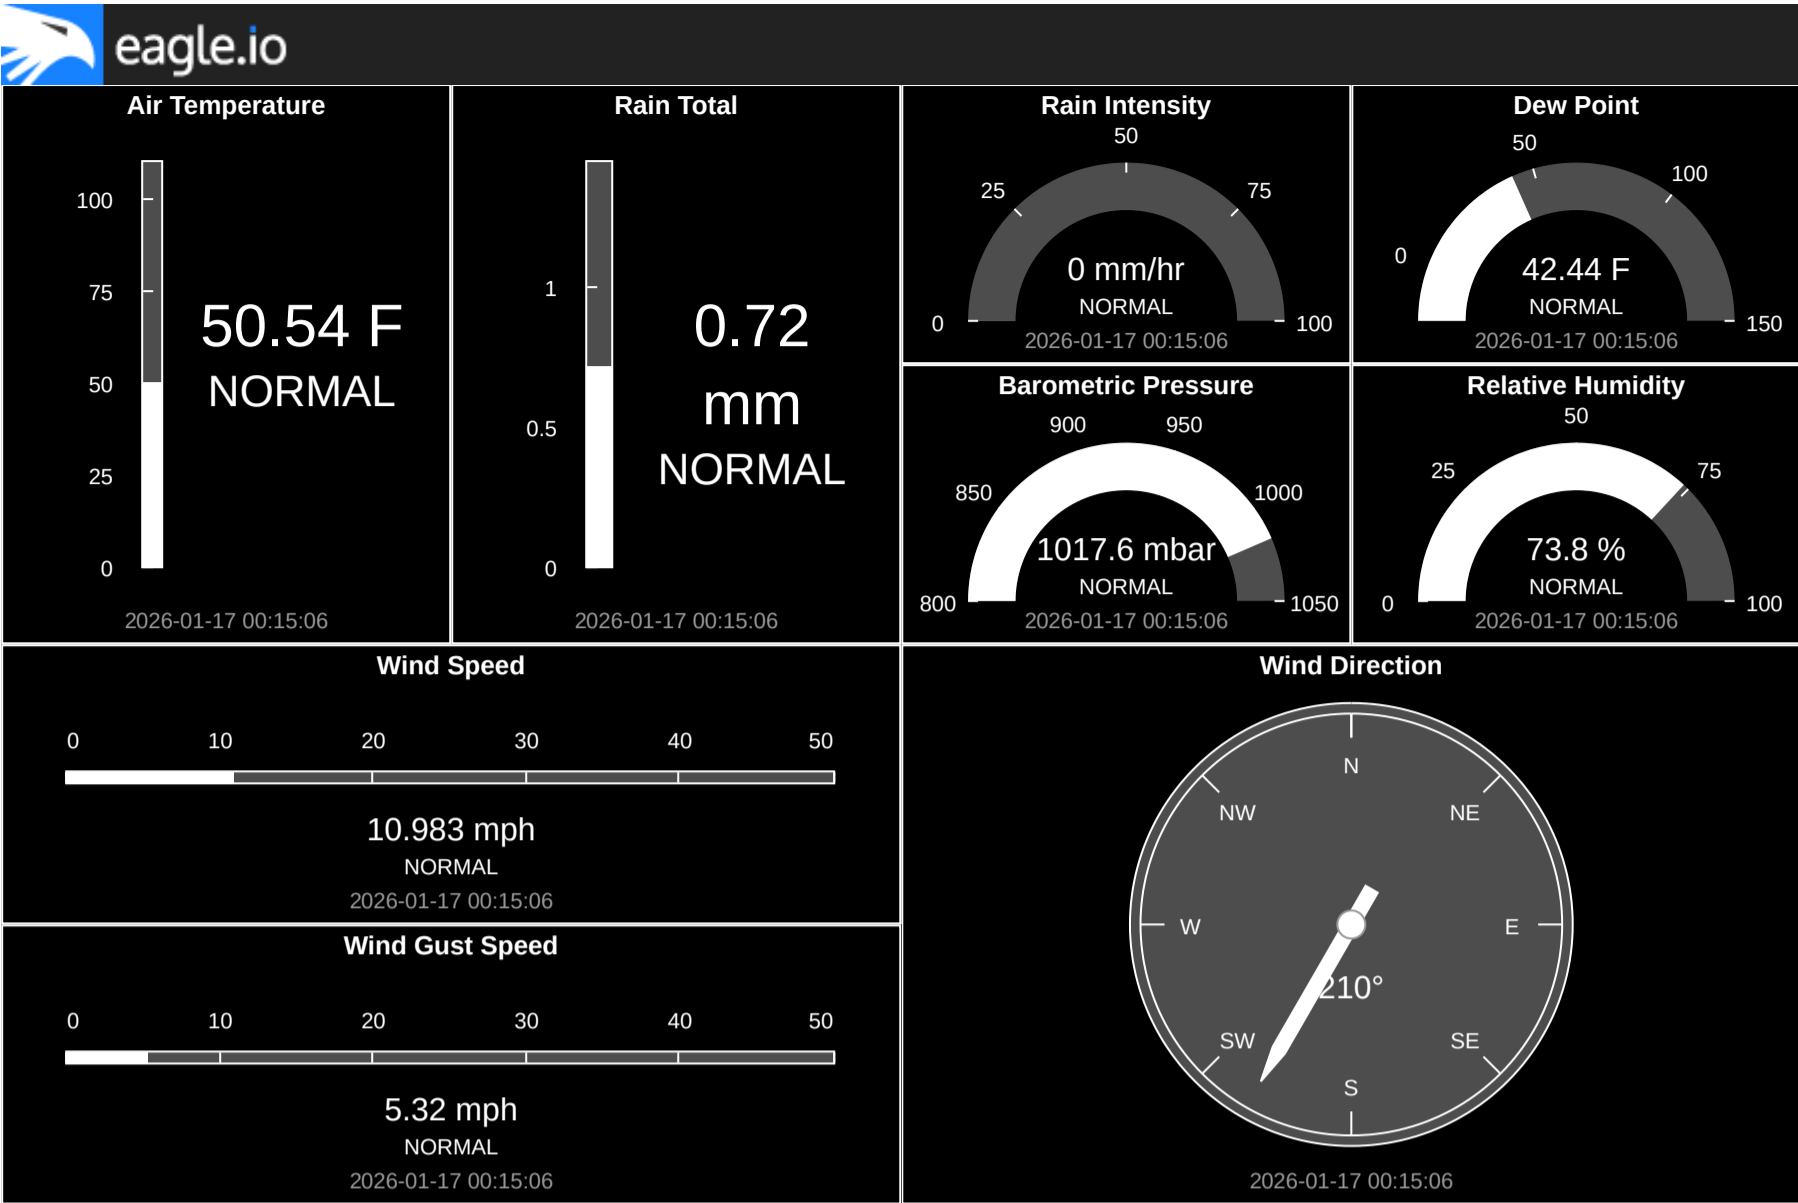 eagle.io
Air Temperature
100
75
50
25
0
50.54 F
NORMAL
2026-01-17 00:15:06
Rain Total
1
0.5
0
0.72
mm
NORMAL
2026-01-17 00:15:06
Rain Intensity
0
25
50
75
100
0 mm/hr
NORMAL
2026-01-17 00:15:06
Dew Point
0
50
100
150
42.44 F
NORMAL
2026-01-17 00:15:06
Barometric Pressure
800
850
900
950
1000
1050
1017.6 mbar
NORMAL
2026-01-17 00:15:06
Relative Humidity
0
25
50
75
100
73.8 %
NORMAL
2026-01-17 00:15:06
Wind Speed
0 10 20 30 40 50
10.983 mph
NORMAL
2026-01-17 00:15:06
Wind Gust Speed
0 10 20 30 40 50
5.32 mph
NORMAL
2026-01-17 00:15:06
Wind Direction
N
NW NE
W E
210°
SW SE
S
2026-01-17 00:15:06